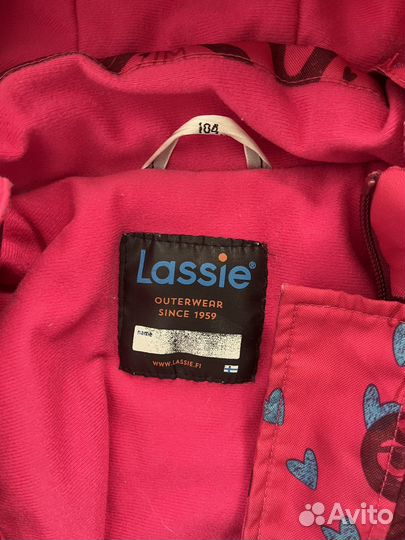 104
Lassie®
OUTERWEAR
SINCE 1959
name
WWW.LASSIE.FI
Avito